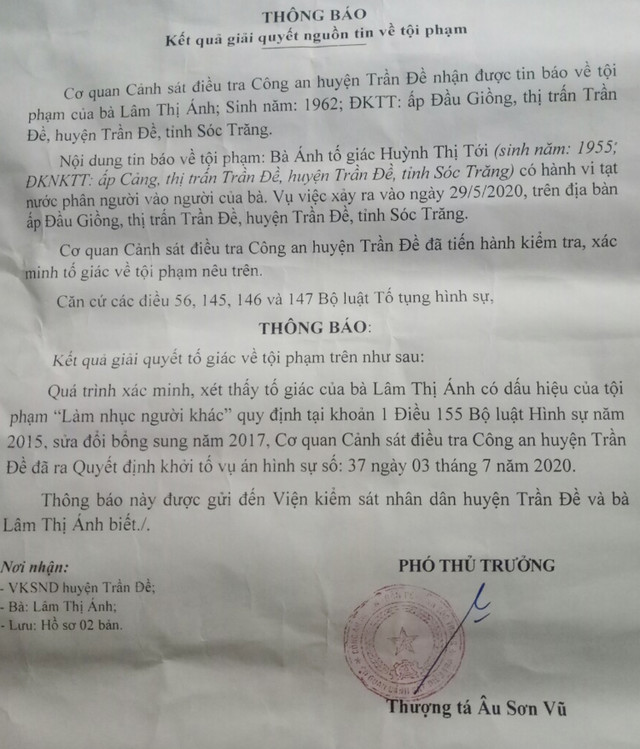 THÔNG BÁO
Kết quả giải quyết nguồn tin về tội phạm
Cơ quan Cảnh sát điều tra Công an huyện Trần Đề nhận được tin báo về tội
phạm của bà Lâm Thị Ánh; Sinh năm: 1962; ĐKTT: ấp Đầu Giồng, thị trấn Trần
Đề, huyện Trần Đề, tỉnh Sóc Trăng.
Nội dung tin báo về tội phạm: Bà Ánh tố giác Huỳnh Thị Tới (sinh năm: 1955;
ĐKNKTT: ấp Cảng, thị trấn Trần Đề, huyện Trần Đề, tỉnh Sóc Trăng) có hành vi tạt
nước phân người vào người của bà. Vụ việc xảy ra vào ngày 29/5/2020, trên địa bàn
ấp Đầu Giồng, thị trấn Trần Đề, huyện Trần Đề, tỉnh Sóc Trăng.
Cơ quan Cảnh sát điều tra Công an huyện Trần Đề đã tiến hành kiểm tra, xác
minh tố giác về tội phạm nêu trên.
Căn cứ các điều 56, 145, 146 và 147 Bộ luật Tố tụng hình sự,
THÔNG BÁO:
Kết quả giải quyết tố giác về tội phạm trên như sau:
Quá trình xác minh, xét thấy tố giác của bà Lâm Thị Ánh có dấu hiệu của tội
phạm “Làm nhục người khác” quy định tại khoản 1 Điều 155 Bộ luật Hình sự năm
2015, sửa đổi bổng sung năm 2017, Cơ quan Cảnh sát điều tra Công an huyện Trần
Đề đã ra Quyết định khởi tố vụ án hình sự số: 37 ngày 03 tháng 7 năm 2020.
Thông báo này được gửi đến Viện kiểm sát nhân dân huyện Trần Đề và bà
Lâm Thị Ánh biết./.
Nơi nhận:
- VKSND huyện Trần Đề;
- Bà: Lâm Thị Ánh;
- Lưu: Hồ sơ 02 bản.
PHÓ THỦ TRƯỞNG
Thượng tá Âu Sơn Vũ